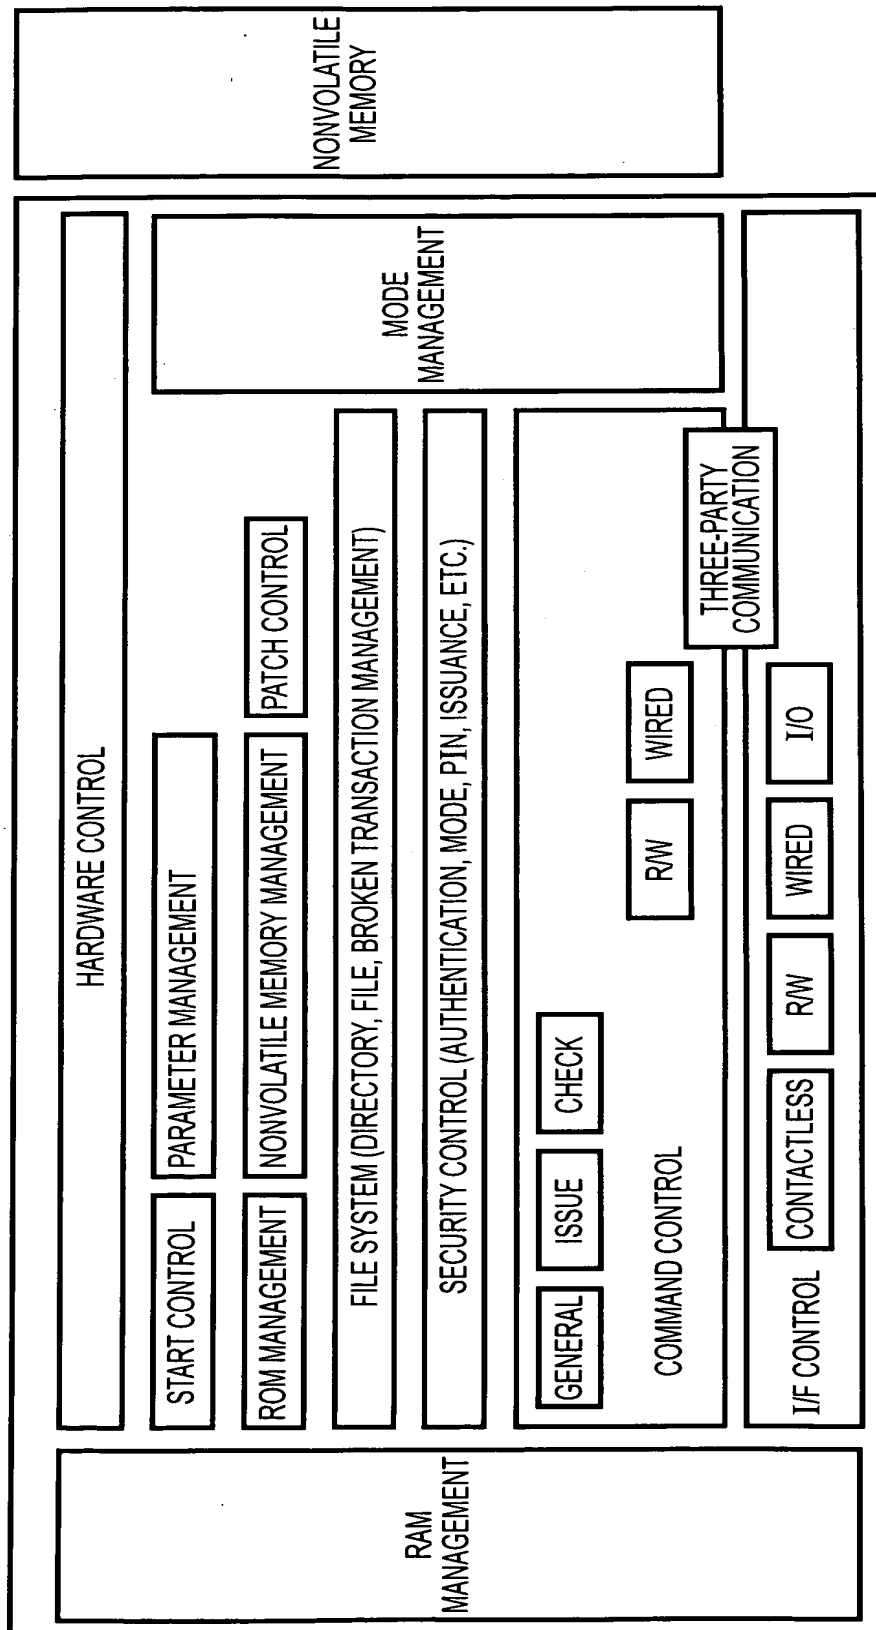 RAM
MANAGEMENT
HARDWARE CONTROL
START CONTROL
PARAMETER MANAGEMENT
ROM MANAGEMENT
NONVOLATILE MEMORY MANAGEMENT
PATCH CONTROL
FILE SYSTEM (DIRECTORY, FILE, BROKEN TRANSACTION MANAGEMENT)
SECURITY CONTROL (AUTHENTICATION, MODE, PIN, ISSUANCE, ETC.)
GENERAL
ISSUE
CHECK
COMMAND CONTROL
R/W
WIRED
THREE-PARTY
COMMUNICATION
I/F CONTROL
CONTACTLESS
R/W
WIRED
I/O
MODE
MANAGEMENT
NONVOLATILE
MEMORY